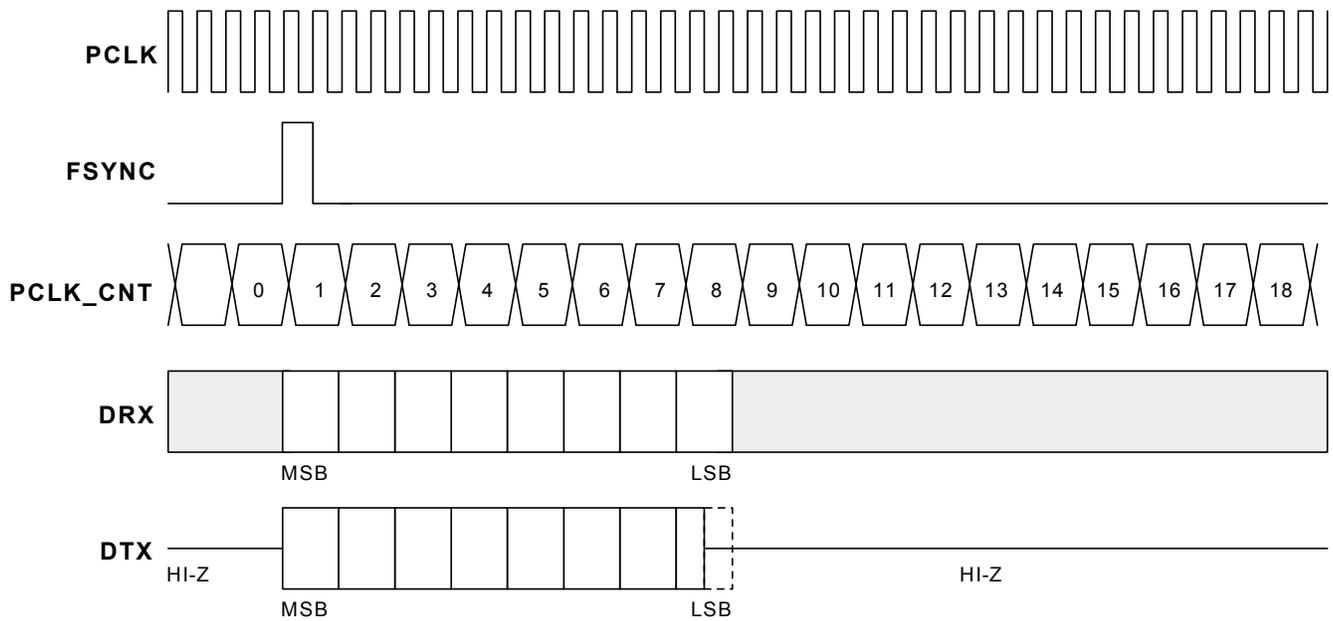 PCLK
FSYNC
PCLK_CNT 0 1 2 3 4 5 6 7 8 9 10 11 12 13 14 15 16 17 18
DRX
MSB LSB
DTX
HI-Z HI-Z
MSB LSB